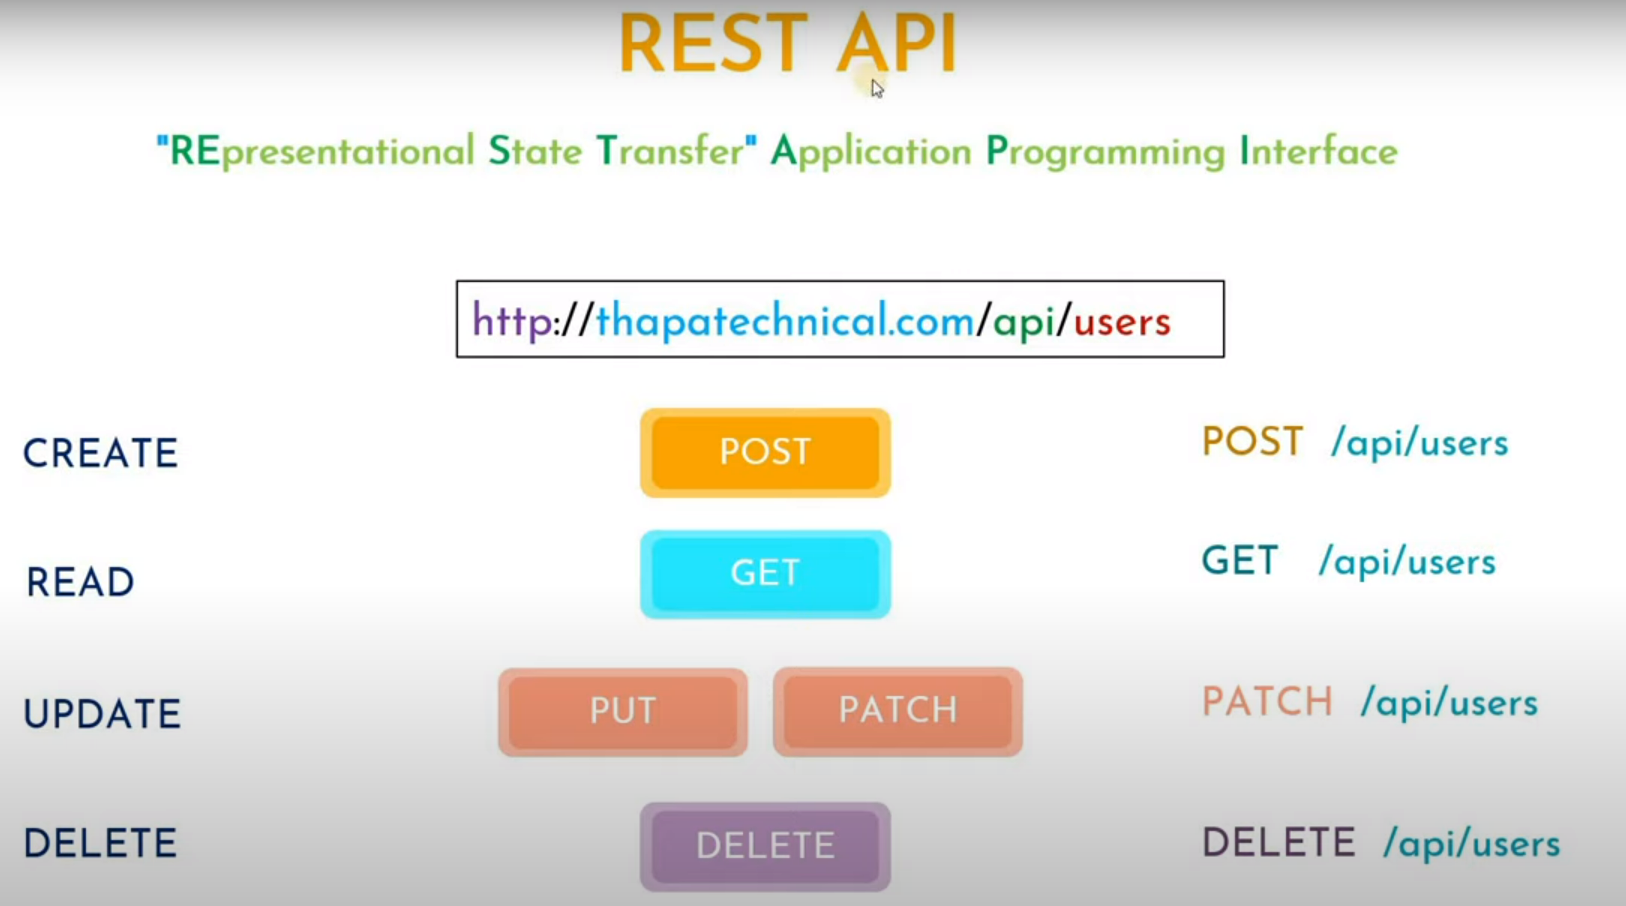 REST API
"REpresentational State Transfer" Application Programming Interface
http://thapatechnical.com/api/users
CREATE POST POST /api/users
READ GET GET /api/users
UPDATE PUT PATCH PATCH /api/users
DELETE DELETE DELETE /api/users